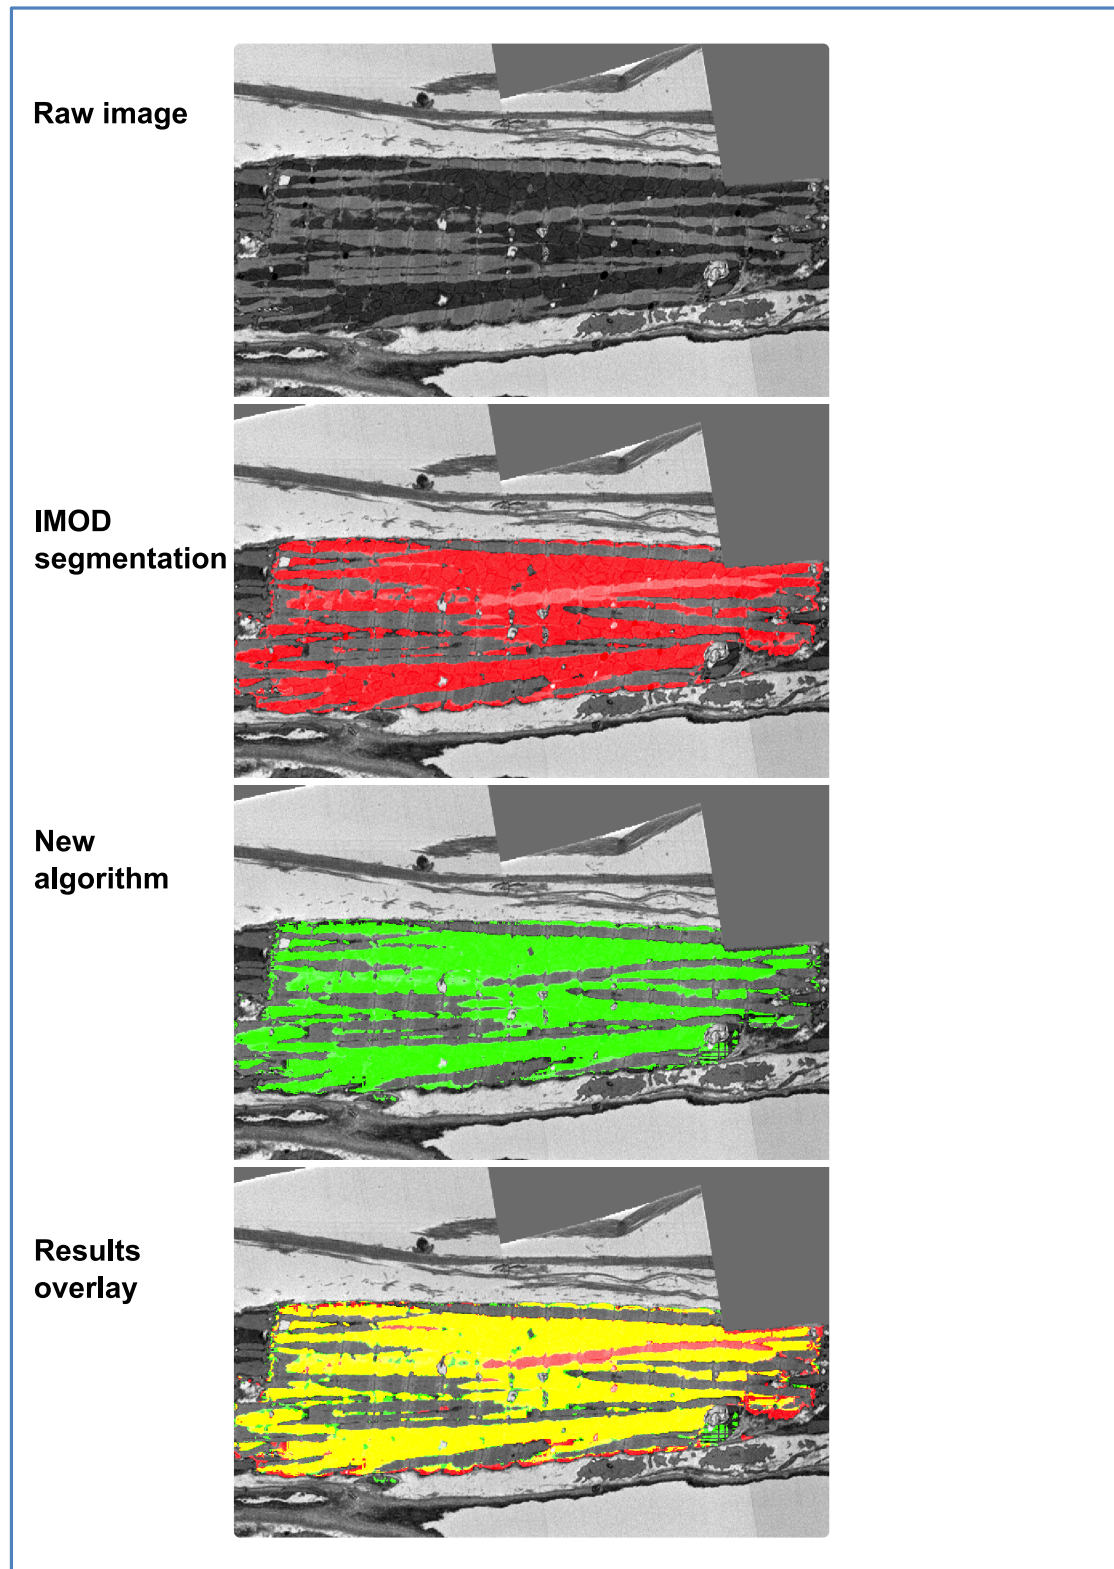 Raw image
IMOD
segmentation
New
algorithm
Results
overlay